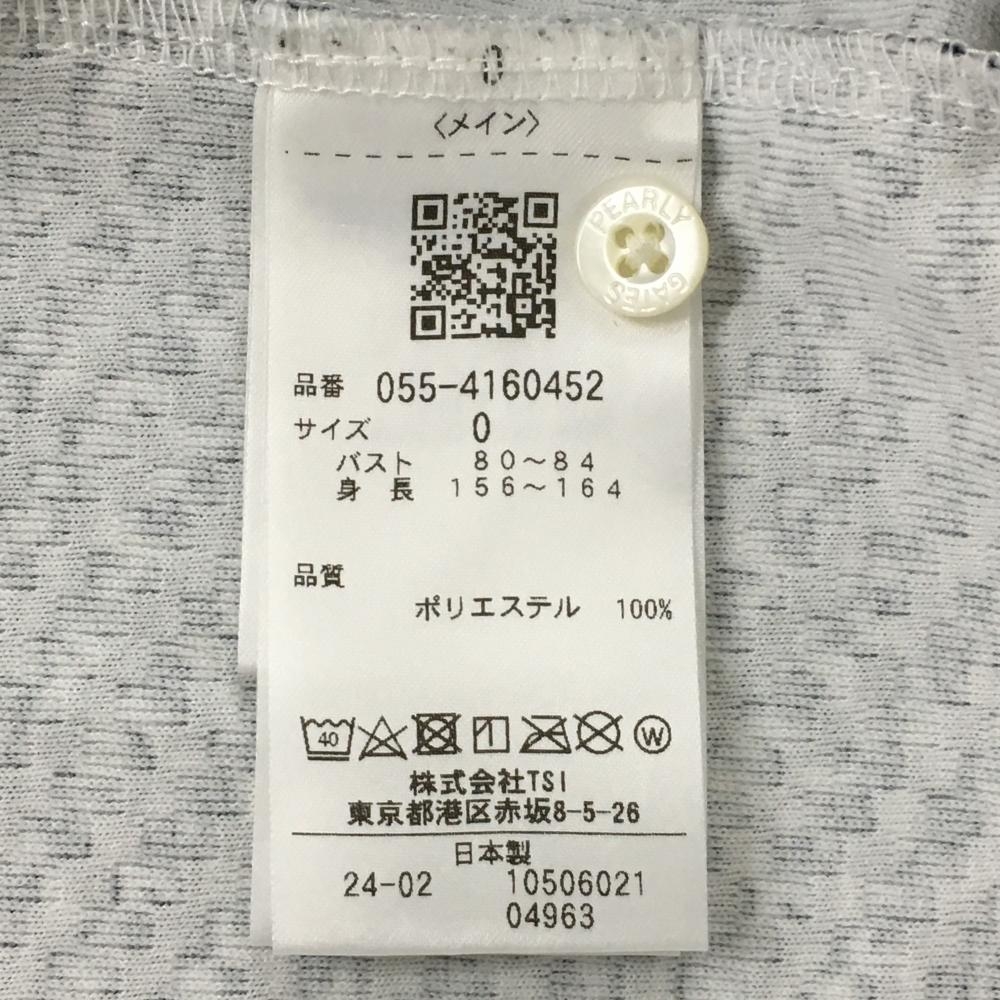 0
〈メイン〉
PEARLY
GATES
品番 055-4160452
サイズ 0
バスト 80～84
身長 156～164
品質
ポリエステル 100%
40
W
株式会社TSI
東京都港区赤坂8-5-26
日本製
24-02 10506021
04963